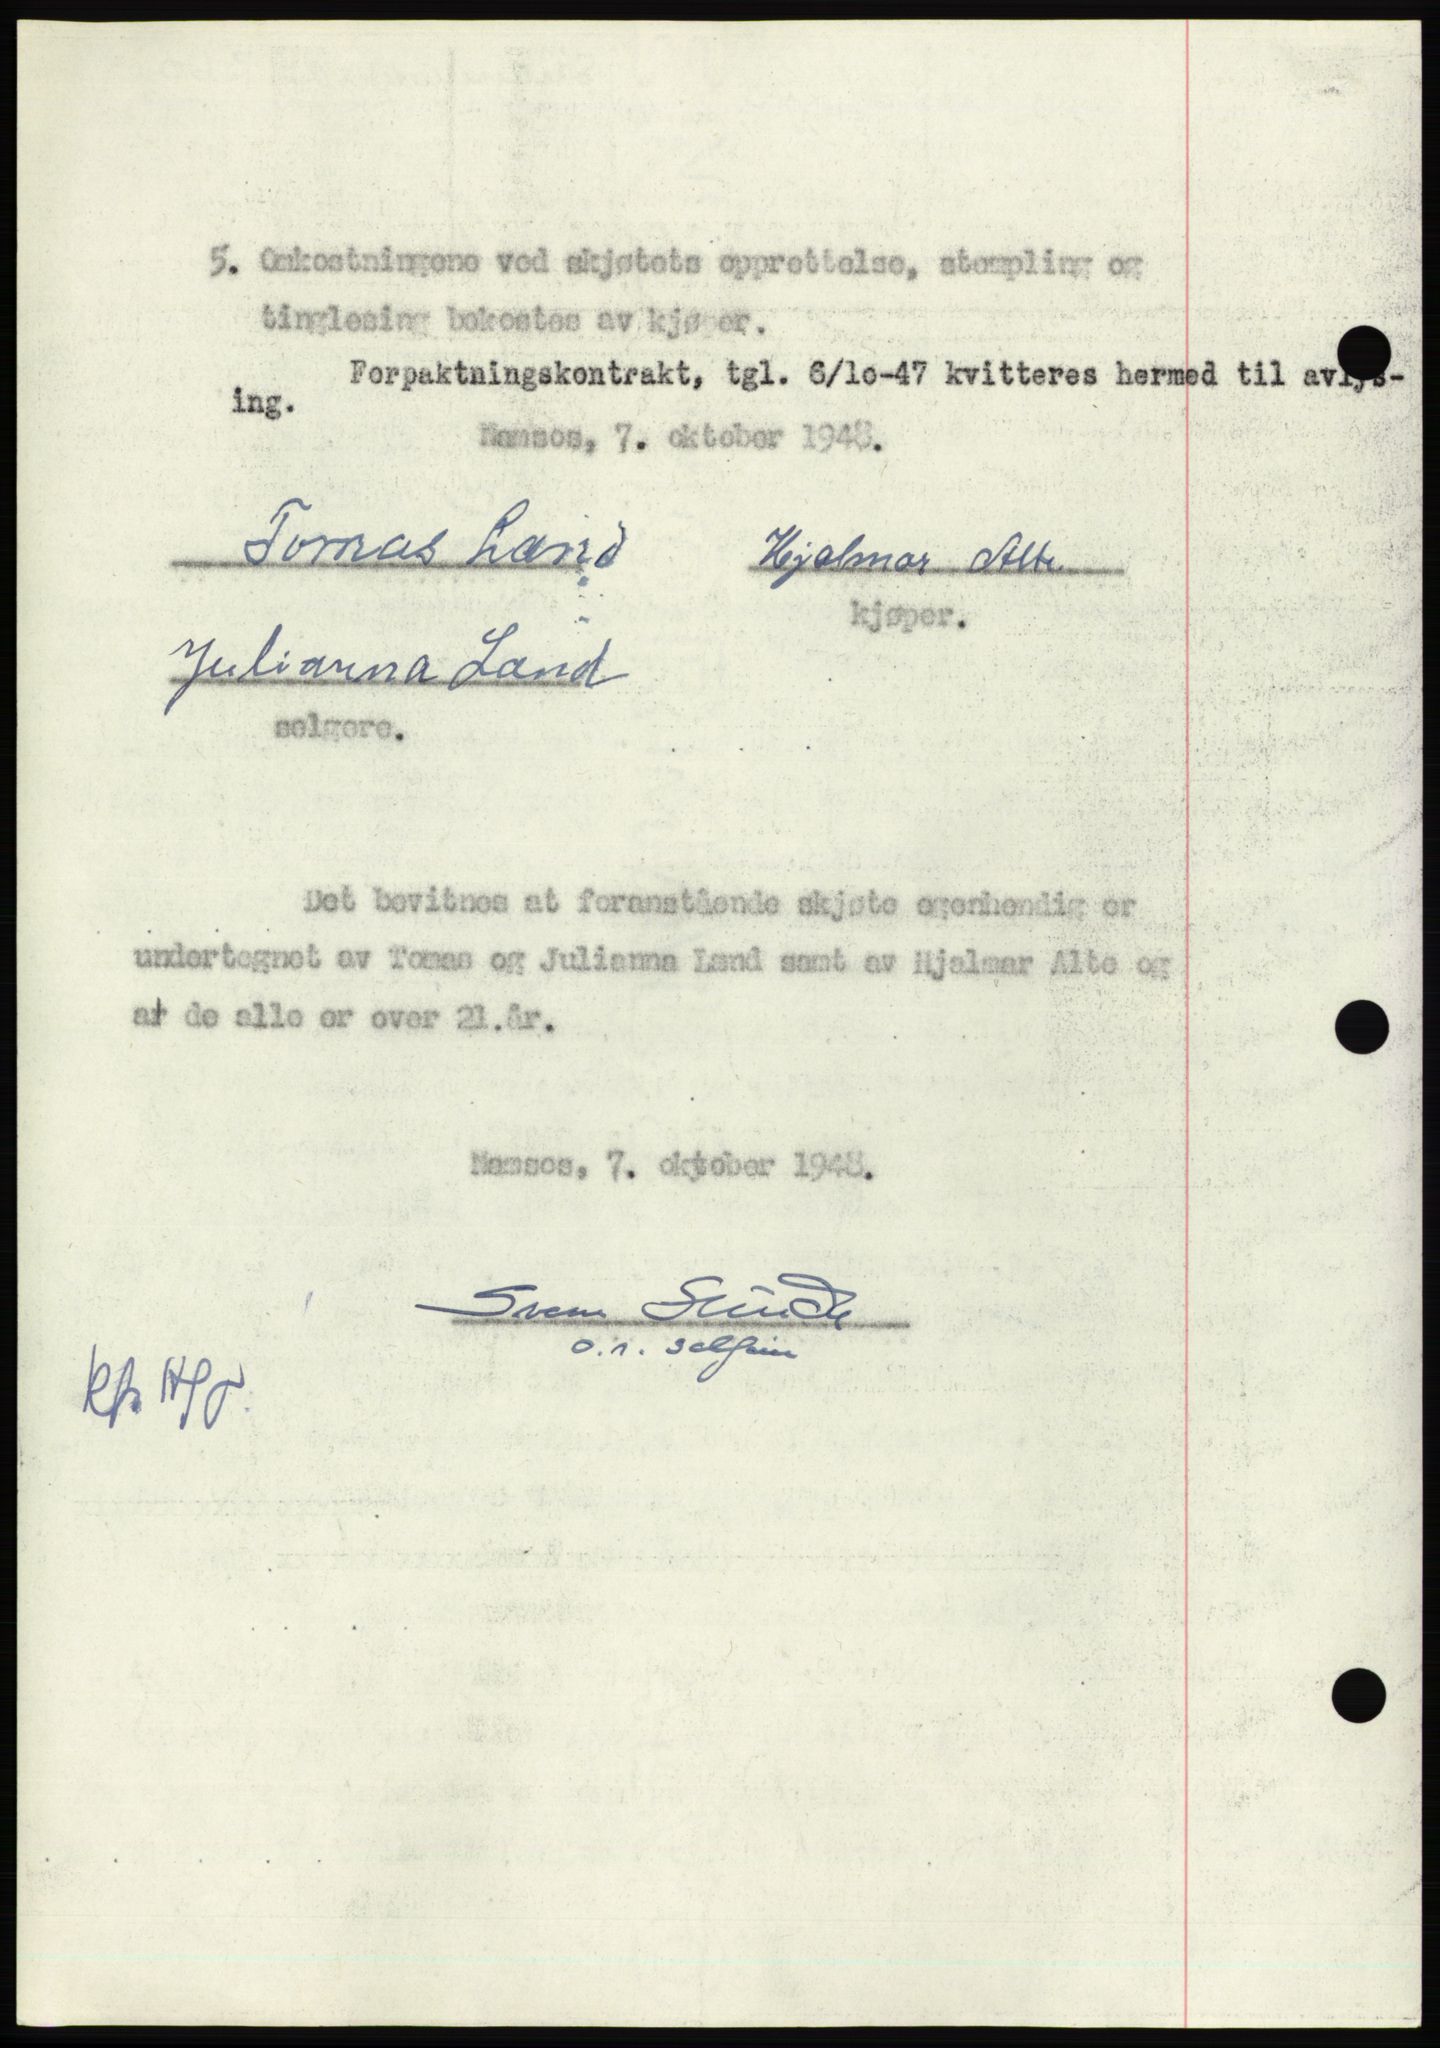 5. Omkostningene ved skjøtets opprettelse, stempling og
tinglesing bekostes av kjøper.
Forpaktningskontrakt, tgl. 6/10-47 kvitteres hermed til avlys-
ing.
Namsos, 7. oktober 1948.
Tomas Land
Hjalmar Alte
kjøper.
Julianna Land
selgere.
Det bevitnes at foranstående skjøte egenhendig er
undertegnet av Tomas og Julianna Land samt av Hjalmar Alte og
at de alle er over 21.år.
Namsos, 7. oktober 1948.
Svein
o.r. sakfører